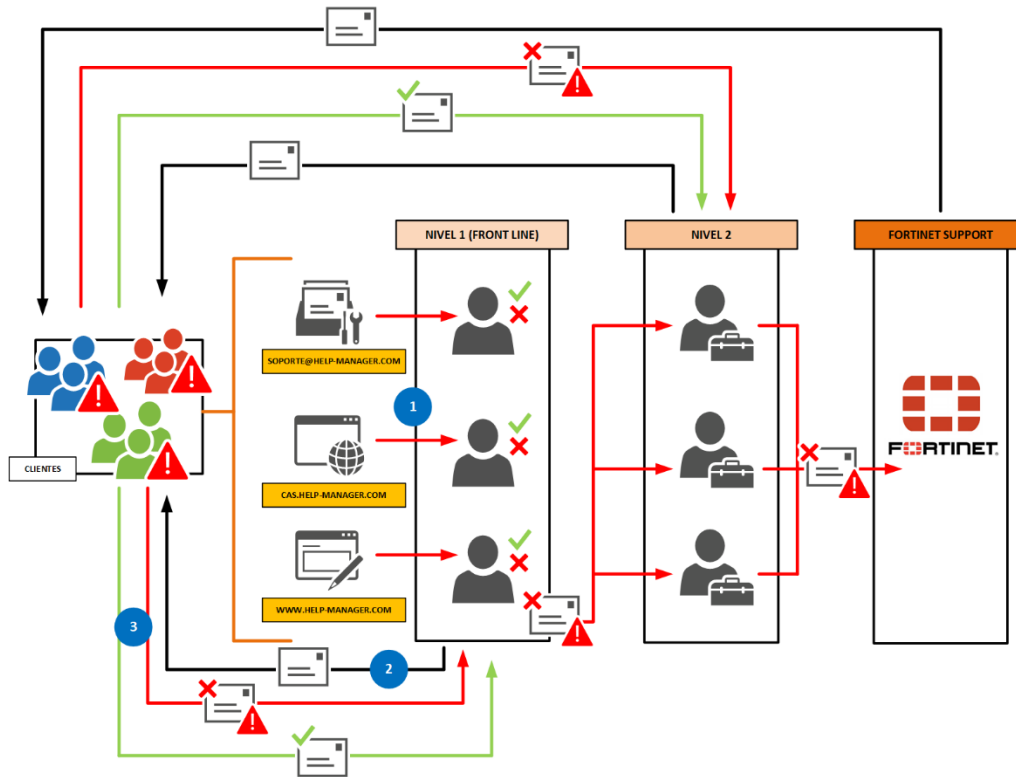 NIVEL 1 (FRONT LINE)
NIVEL 2
FORTINET SUPPORT
SOPORTE@HELP-MANAGER.COM
1
CLIENTES
FORTINET
CAS.HELP-MANAGER.COM
WWW.HELP-MANAGER.COM
3
2